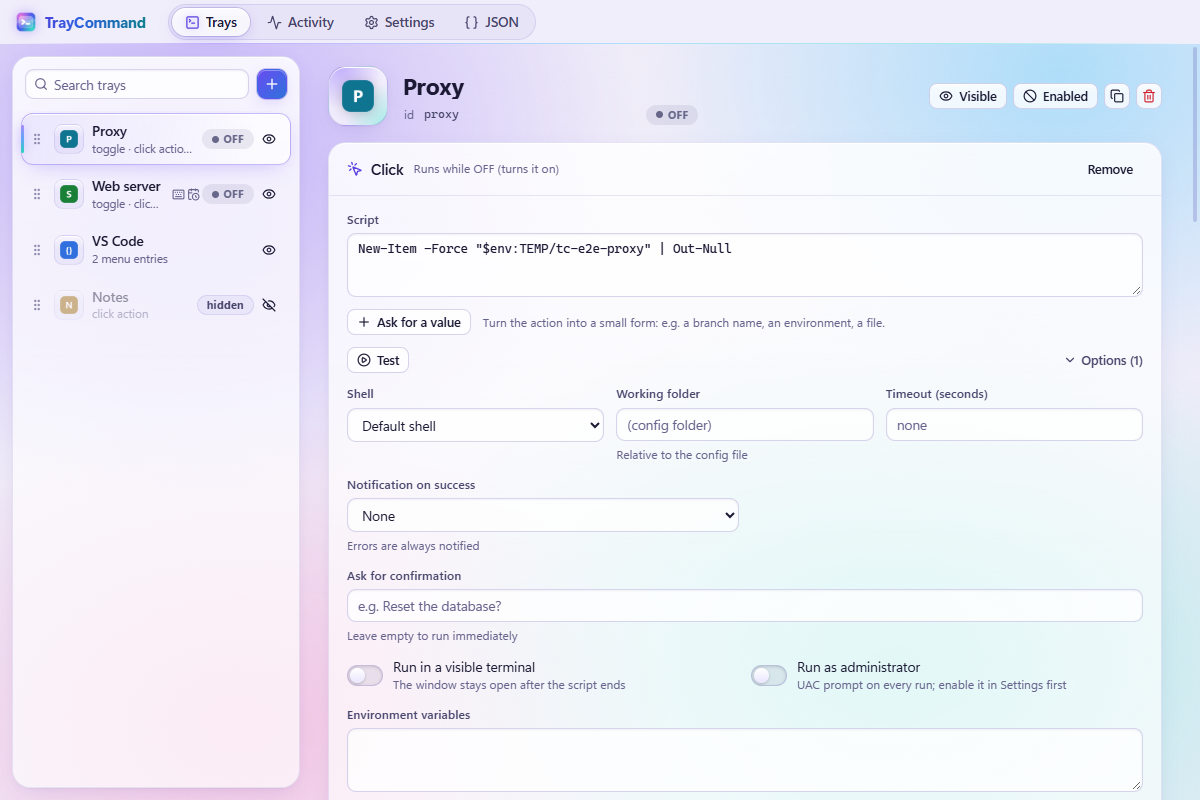 TrayCommand
Trays
Activity
Settings
{ } JSON
Search trays
P
Proxy
OFF
toggle · click actio...
S
Web server
OFF
toggle · clic...
VS Code
2 menu entries
N
Notes
hidden
click action
P
Proxy
id proxy
OFF
Visible
Enabled
Click Runs while OFF (turns it on)
Remove
Script
New-Item -Force "$env:TEMP/tc-e2e-proxy" | Out-Null
Ask for a value
Turn the action into a small form: e.g. a branch name, an environment, a file.
Test
Options (1)
Shell
Working folder
Timeout (seconds)
Default shell
(config folder)
none
Relative to the config file
Notification on success
None
Errors are always notified
Ask for confirmation
e.g. Reset the database?
Leave empty to run immediately
Run in a visible terminal
The window stays open after the script ends
Run as administrator
UAC prompt on every run; enable it in Settings first
Environment variables